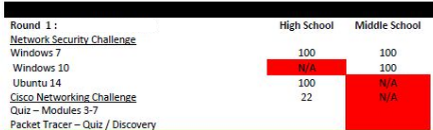 Round 1: High School Middle School
Network Security Challenge
Windows 7 100 100
Windows 10 N/A 100
Ubuntu 14 100 N/A
Cisco Networking Challenge 22 N/A
Quiz – Modules 3-7
Packet Tracer – Quiz / Discovery